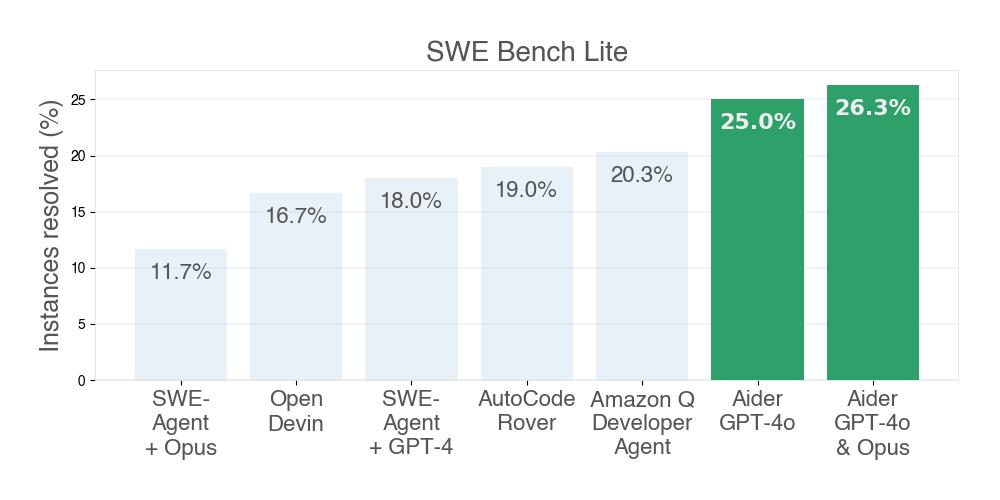 SWE Bench Lite
Instances resolved (%)
25
20
15
10
5
0
11.7%
16.7%
18.0%
19.0%
20.3%
25.0%
26.3%
SWE-
Agent
+ Opus
Open
Devin
SWE-
Agent
+ GPT-4
AutoCode
Rover
Amazon Q
Developer
Agent
Aider
GPT-4o
Aider
GPT-4o
& Opus